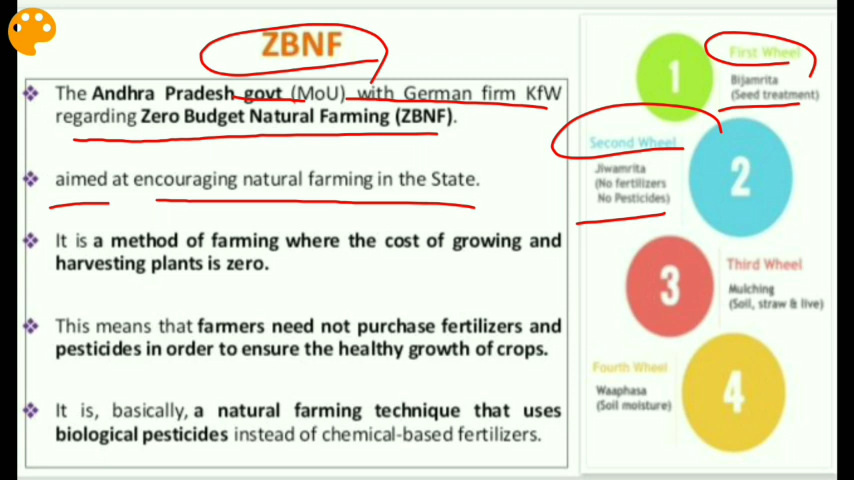 ZBNF
The Andhra Pradesh govt (MoU) with German firm KfW
regarding Zero Budget Natural Farming (ZBNF).
aimed at encouraging natural farming in the State.
It is a method of farming where the cost of growing and
harvesting plants is zero.
This means that farmers need not purchase fertilizers and
pesticides in order to ensure the healthy growth of crops.
It is, basically, a natural farming technique that uses
biological pesticides instead of chemical-based fertilizers.
1
First Wheel
Bijamrita
(Seed treatment)
Second Wheel
Jiwamrita
(No fertilizers
No Pesticides)
2
3
Third Wheel
Mulching
(Soil, straw & live)
Fourth Wheel
Waaphasa
(Soil moisture)
4